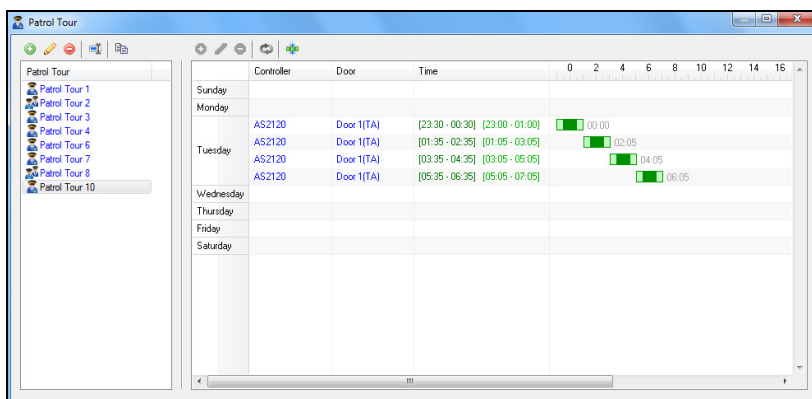 Patrol Tour
Patrol Tour
Patrol Tour 1
Patrol Tour 2
Patrol Tour 3
Patrol Tour 4
Patrol Tour 6
Patrol Tour 7
Patrol Tour 8
Patrol Tour 10
Controller Door Time 0 2 4 6 8 10 12 14 16
Sunday
Monday
Tuesday
AS2120 Door 1(TA) [23:30 - 00:30] [23:00 - 01:00] 00:00
AS2120 Door 1(TA) [01:35 - 02:35] [01:05 - 03:05] 02:05
AS2120 Door 1(TA) [03:35 - 04:35] [03:05 - 05:05] 04:05
AS2120 Door 1(TA) [05:35 - 06:35] [05:05 - 07:05] 06:05
Wednesday
Thursday
Friday
Saturday